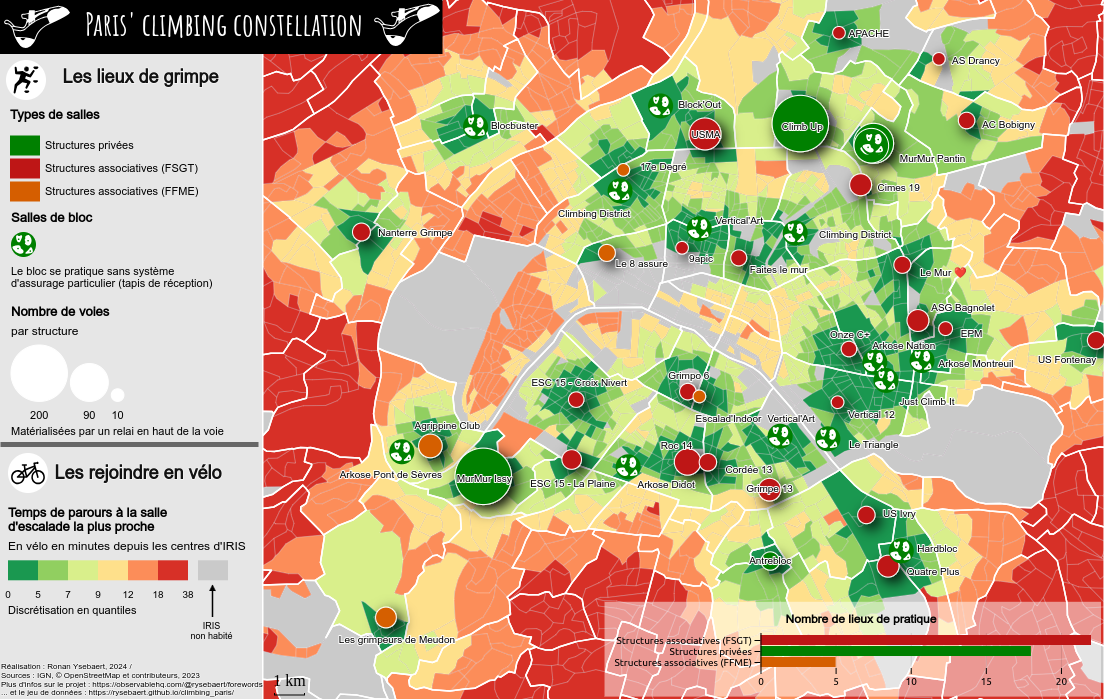 PARIS' CLIMBING CONSTELLATION
Les lieux de grimpe
Types de salles
Structures privées
Structures associatives (FSGT)
Structures associatives (FFME)
Salles de bloc
Le bloc se pratique sans système
d'assurage particulier (tapis de réception)
Nombre de voies
par structure
200 90 10
Matérialisées par un relai en haut de la voie
Les rejoindre en vélo
Temps de parcours à la salle
d'escalade la plus proche
En vélo en minutes depuis les centres d'IRIS
0 5 7 9 12 18 38
Discrétisation en quantiles
IRIS
non habité
Réalisation : Ronan Ysebaert, 2024 /
Sources : IGN, © OpenStreetMap et contributeurs, 2023
Plus d'infos sur le projet : https://observablehq.com/@rysebaert/forewords
... et le jeu de données : https://rysebaert.github.io/climbing_paris/
1 km
APACHE
AS Drancy
Block'Out
Blocbuster
USMA
Climb Up
AC Bobigny
MurMur Pantin
17e Degré
Cimes 19
Climbing District
Vertical'Art
Nanterre Grimpe
Climbing District
Le 8 assure
9apic
Faites le mur
Le Mur ❤️
ASG Bagnolet
EPM
Onze C+
Arkose Nation
US Fontenay
Arkose Montreuil
Grimpo 6
ESC 15 - Croix Nivert
Just Climb It
Vertical 12
Escalad'Indoor
Vertical'Art
Agrippine Club
Le Triangle
Roc 14
Cordée 13
Arkose Pont de Sèvres
MurMur Issy
ESC 15 - La Plaine
Arkose Didot
Grimpe 13
US Ivry
Hardbloc
Antrebloc
Quatre Plus
Les grimpeurs de Meudon
Nombre de lieux de pratique
Structures associatives (FSGT)
Structures privées
Structures associatives (FFME)
0 5 10 15 20